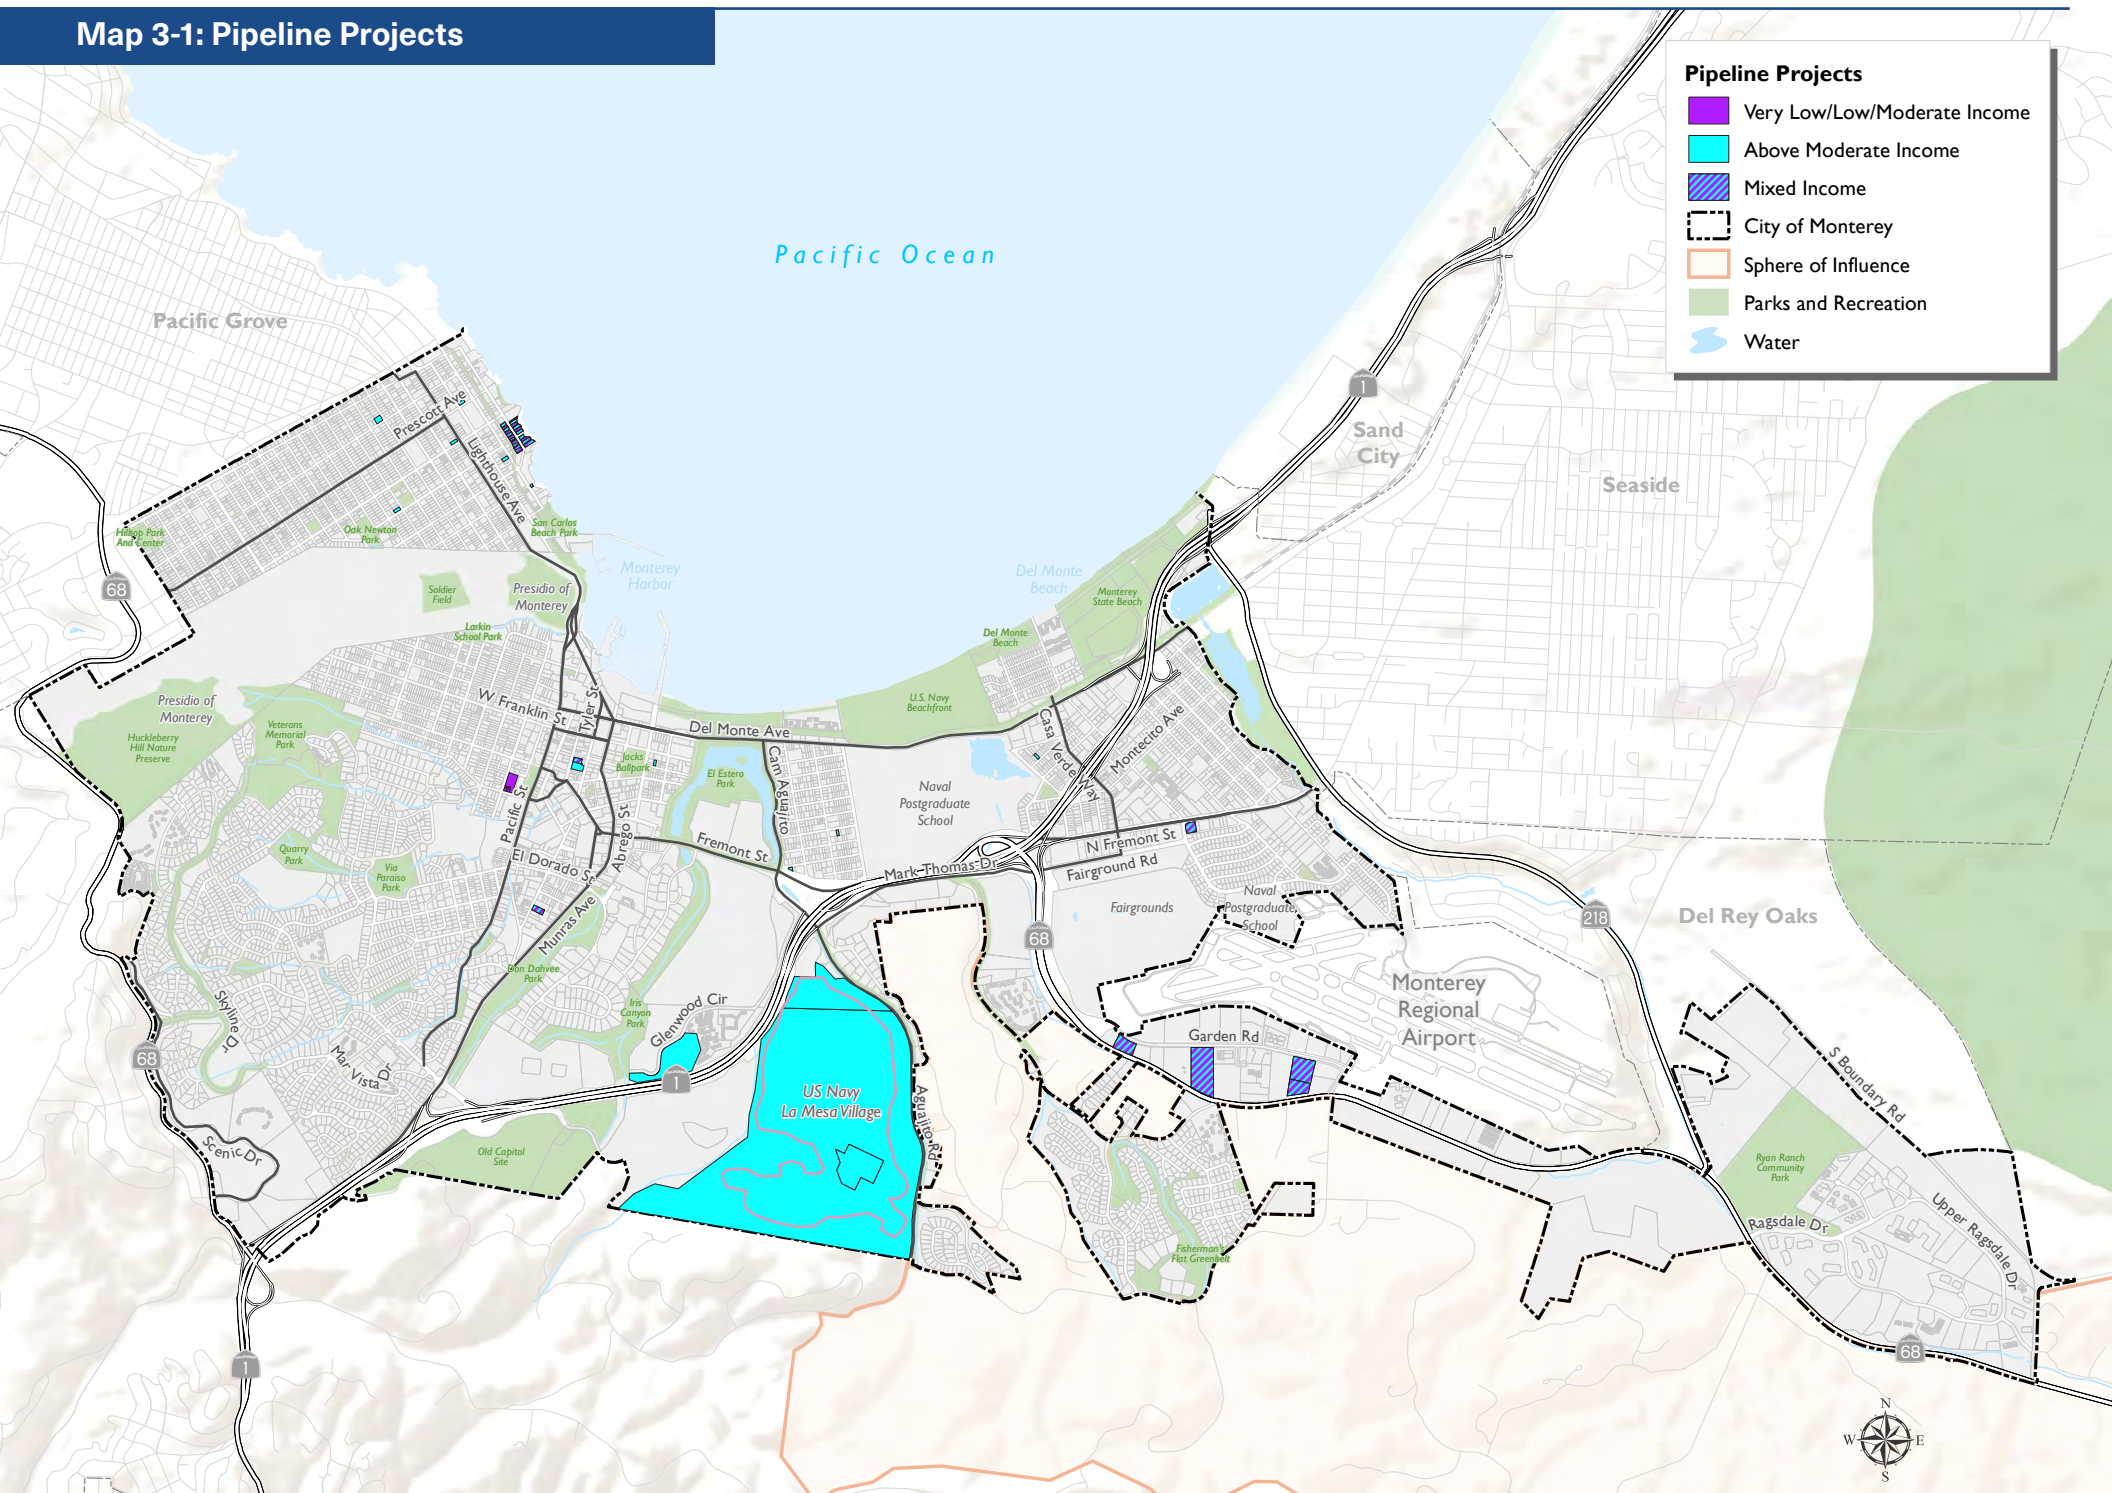 Map 3-1: Pipeline Projects
Pipeline Projects
Very Low/Low/Moderate Income
Above Moderate Income
Mixed Income
City of Monterey
Sphere of Influence
Parks and Recreation
Water
Pacific Ocean
Pacific Grove
Prescott Ave
Lighthouse Ave
Hilltop Park
And Center
Oak Newton
Park
San Carlos
Beach Park
68
Soldier
Field
Presidio of
Monterey
Monterey
Harbor
Larkin
School Park
1
Sand
City
Seaside
Del Monte
Beach
Monterey
State Beach
Del Monte
Beach
U.S. Navy
Beachfront
Presidio of
Monterey
Huckleberry
Hill Nature
Preserve
Veterans
Memorial
Park
W Franklin St
Tyler St
Del Monte Ave
Jacks
Ballpark
El Estero
Park
Cam Aguajito
Naval
Postgraduate
School
Casa Verde Way
Montecito Ave
Pacific St
Abrego St
Fremont St
Quarry
Park
Via
Paraiso
Park
El Dorado St
Munras Ave
Mark Thomas Dr
N Fremont St
Fairground Rd
Fairgrounds
Naval
Postgraduate
School
68
218
Del Rey Oaks
Don Dahvee
Park
Iris
Canyon
Park
Glenwood Cir
Skyline Dr
Mar Vista Dr
68
1
Scenic Dr
Old Capitol
Site
US Navy
La Mesa Village
Aguajito Rd
Monterey
Regional
Airport
Garden Rd
S Boundary Rd
Ryan Ranch
Community
Park
Ragsdale Dr
Upper Ragsdale Dr
Fisherman's
Flat Greenbelt
1
68
N
W
E
S